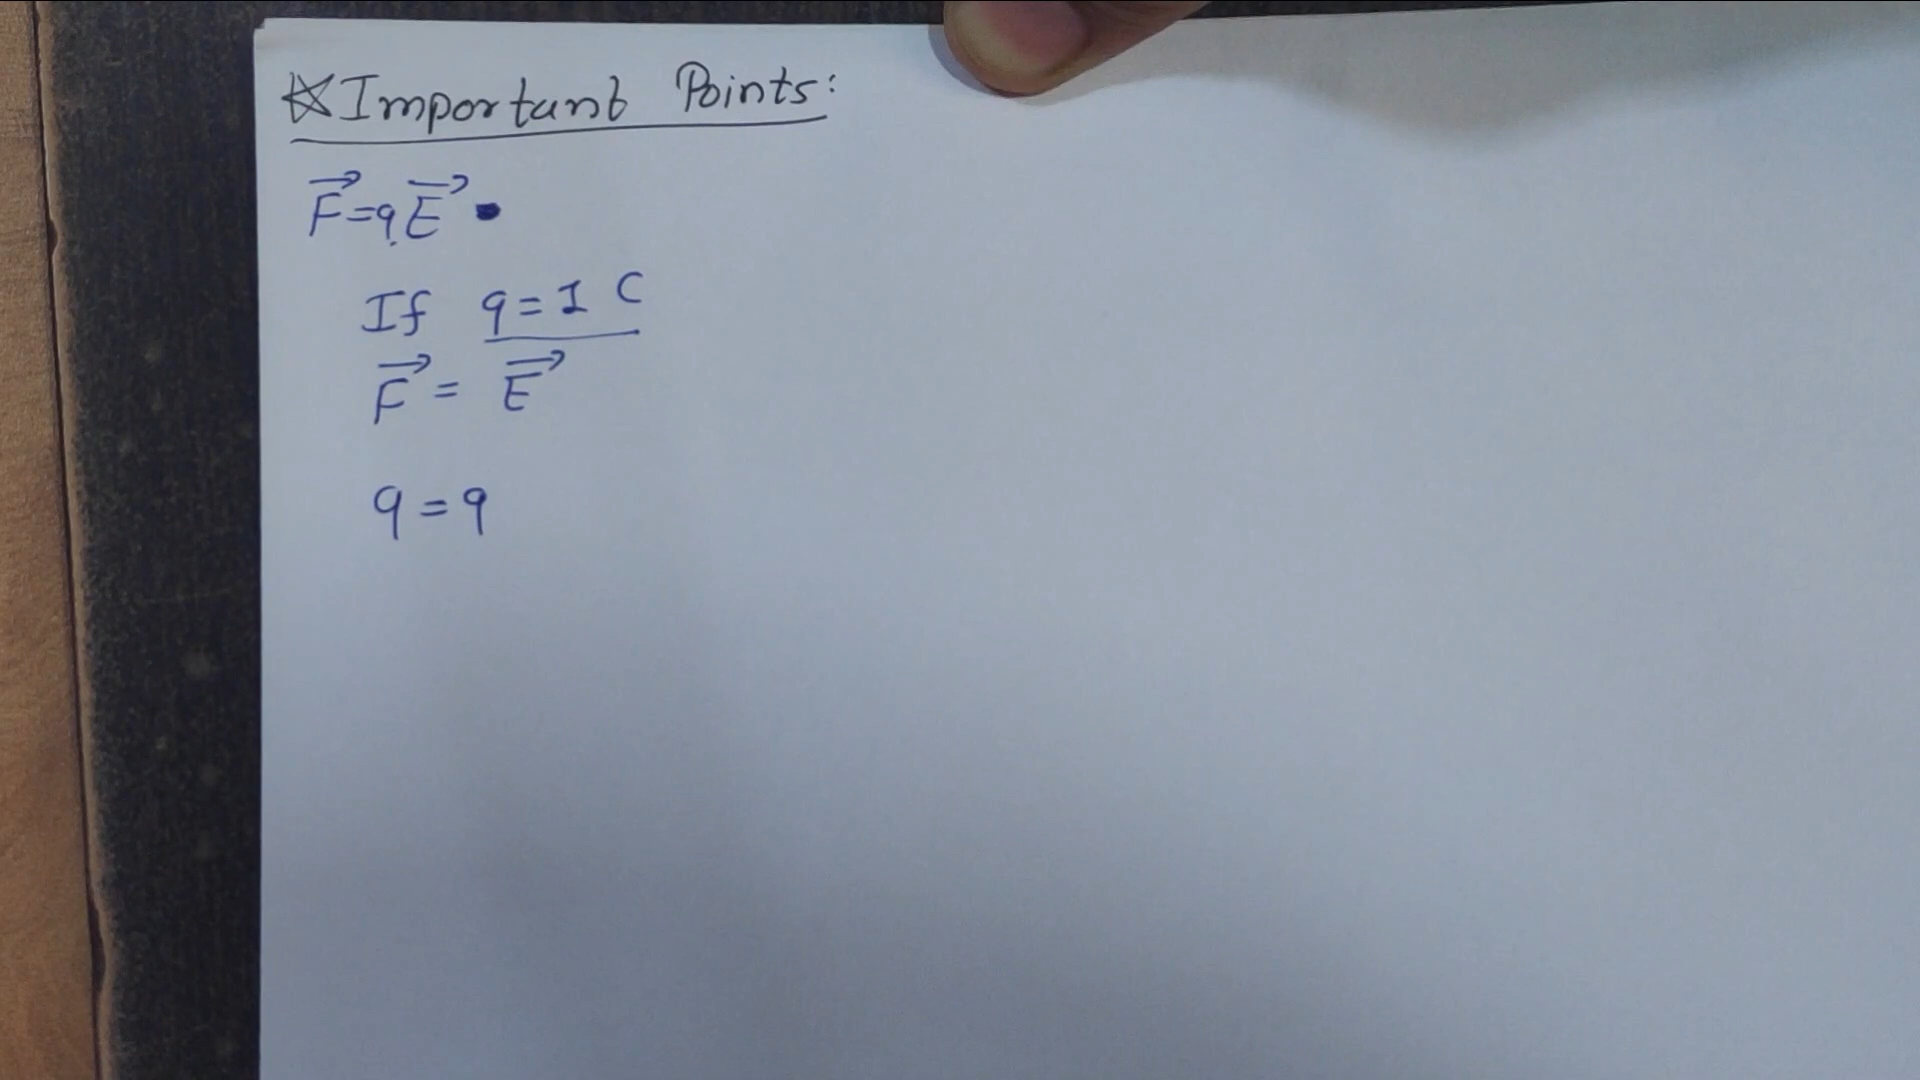 ☆Important Points:
F⃗=qE⃗
If q=1 C
F⃗ = E⃗
q=q